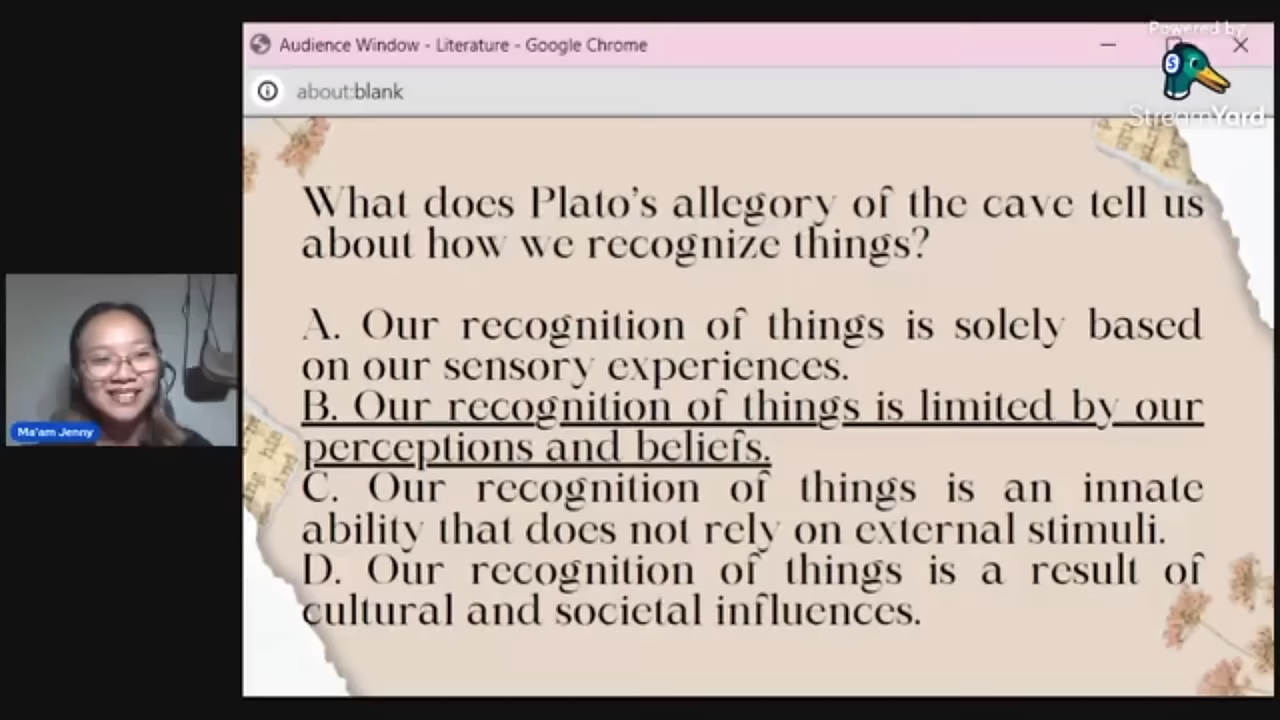 Audience Window - Literature - Google Chrome
Powered by
about:blank
S
StreamYard
What does Plato's allegory of the cave tell us
about how we recognize things?
A. Our recognition of things is solely based
on our sensory experiences.
B. Our recognition of things is limited by our
perceptions and beliefs.
C. Our recognition of things is an innate
ability that does not rely on external stimuli.
D. Our recognition of things is a result of
cultural and societal influences.
Ma'am Jenny